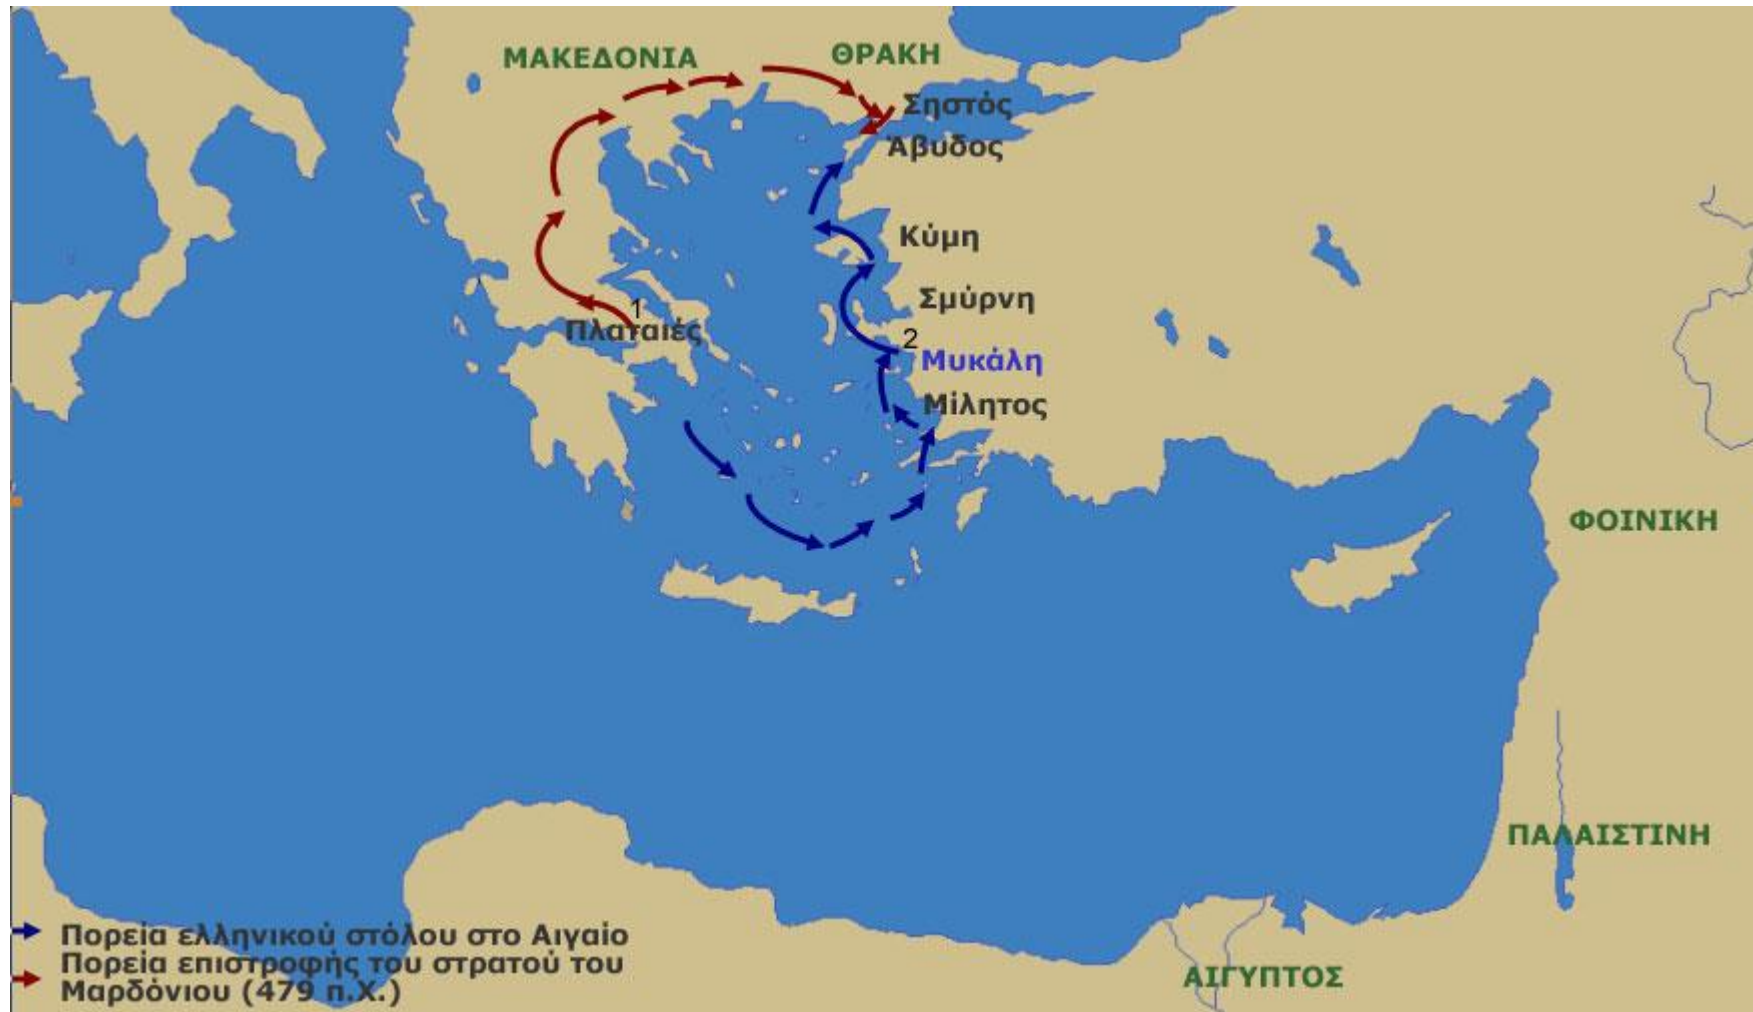 ΜΑΚΕΔΟΝΙΑ
ΘΡΑΚΗ
Σηστός
Άβυδος
Κύμη
Σμύρνη
1
Πλαταιές
2
Μυκάλη
Μίλητος
ΦΟΙΝΙΚΗ
ΠΑΛΑΙΣΤΙΝΗ
ΑΙΓΥΠΤΟΣ
Πορεία ελληνικού στόλου στο Αιγαίο
Πορεία επιστροφής του στρατού του
Μαρδόνιου (479 π.Χ.)